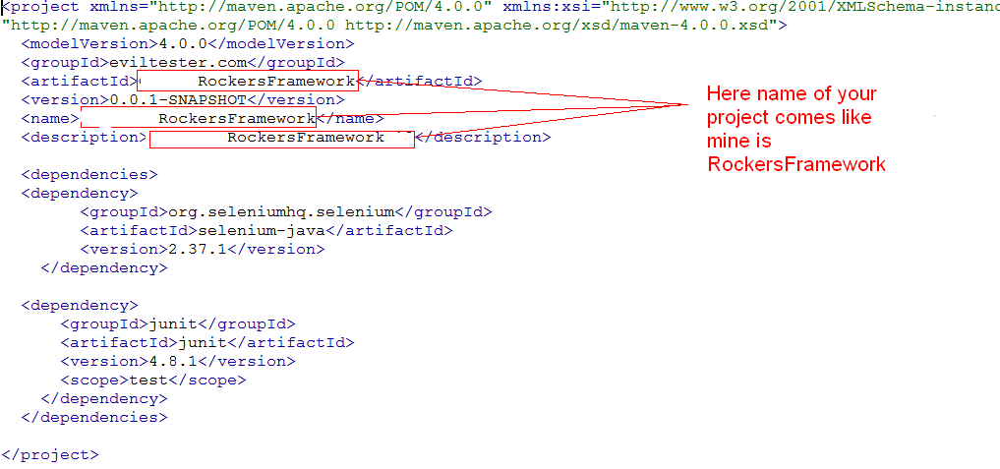 <project xmlns="http://maven.apache.org/POM/4.0.0" xmlns:xsi="http://www.w3.org/2001/XMLSchema-instanc
"http://maven.apache.org/POM/4.0.0 http://maven.apache.org/xsd/maven-4.0.0.xsd">
<modelVersion>4.0.0</modelVersion>
<groupId>eviltester.com</groupId>
<artifactId> RockersFramework</artifactId>
<version>0.0.1-SNAPSHOT</version>
<name> RockersFramework</name>
<description> RockersFramework </description>
Here name of your
project comes like
mine is
RockersFramework
<dependencies>
<dependency>
<groupId>org.seleniumhq.selenium</groupId>
<artifactId>selenium-java</artifactId>
<version>2.37.1</version>
</dependency>
<dependency>
<groupId>junit</groupId>
<artifactId>junit</artifactId>
<version>4.8.1</version>
<scope>test</scope>
</dependency>
</dependencies>
</project>